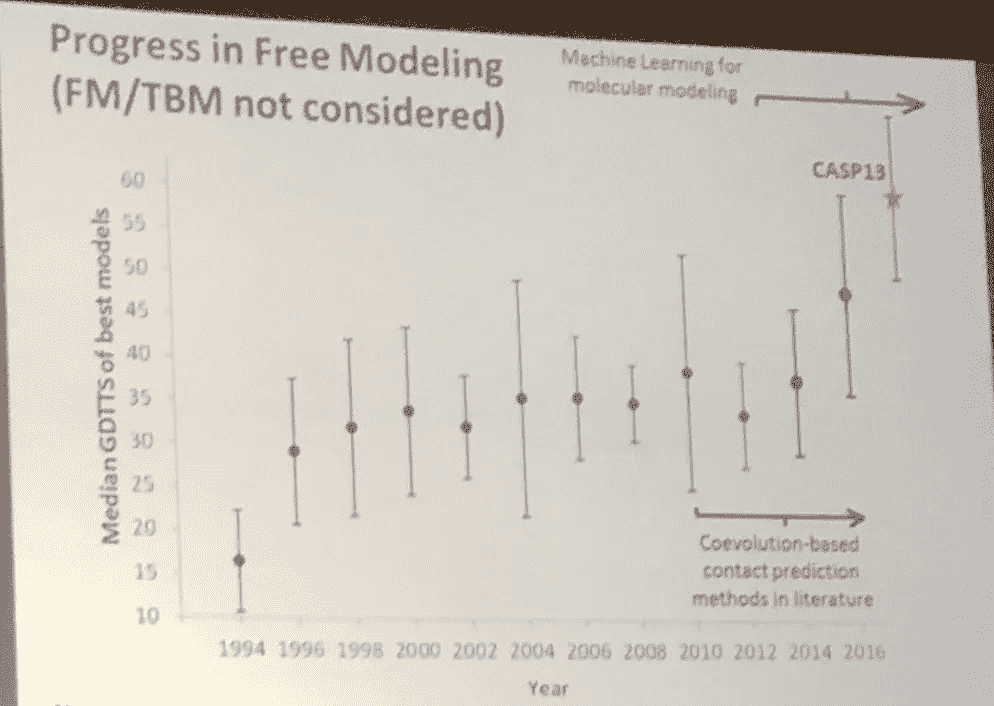 Progress in Free Modeling
(FM/TBM not considered)
Machine Learning for
molecular modeling
CASP13
Median GDTTS of best models
60
55
50
45
40
35
30
25
20
15
10
Coevolution-based
contact prediction
methods in literature
1994 1996 1998 2000 2002 2004 2006 2008 2010 2012 2014 2016
Year